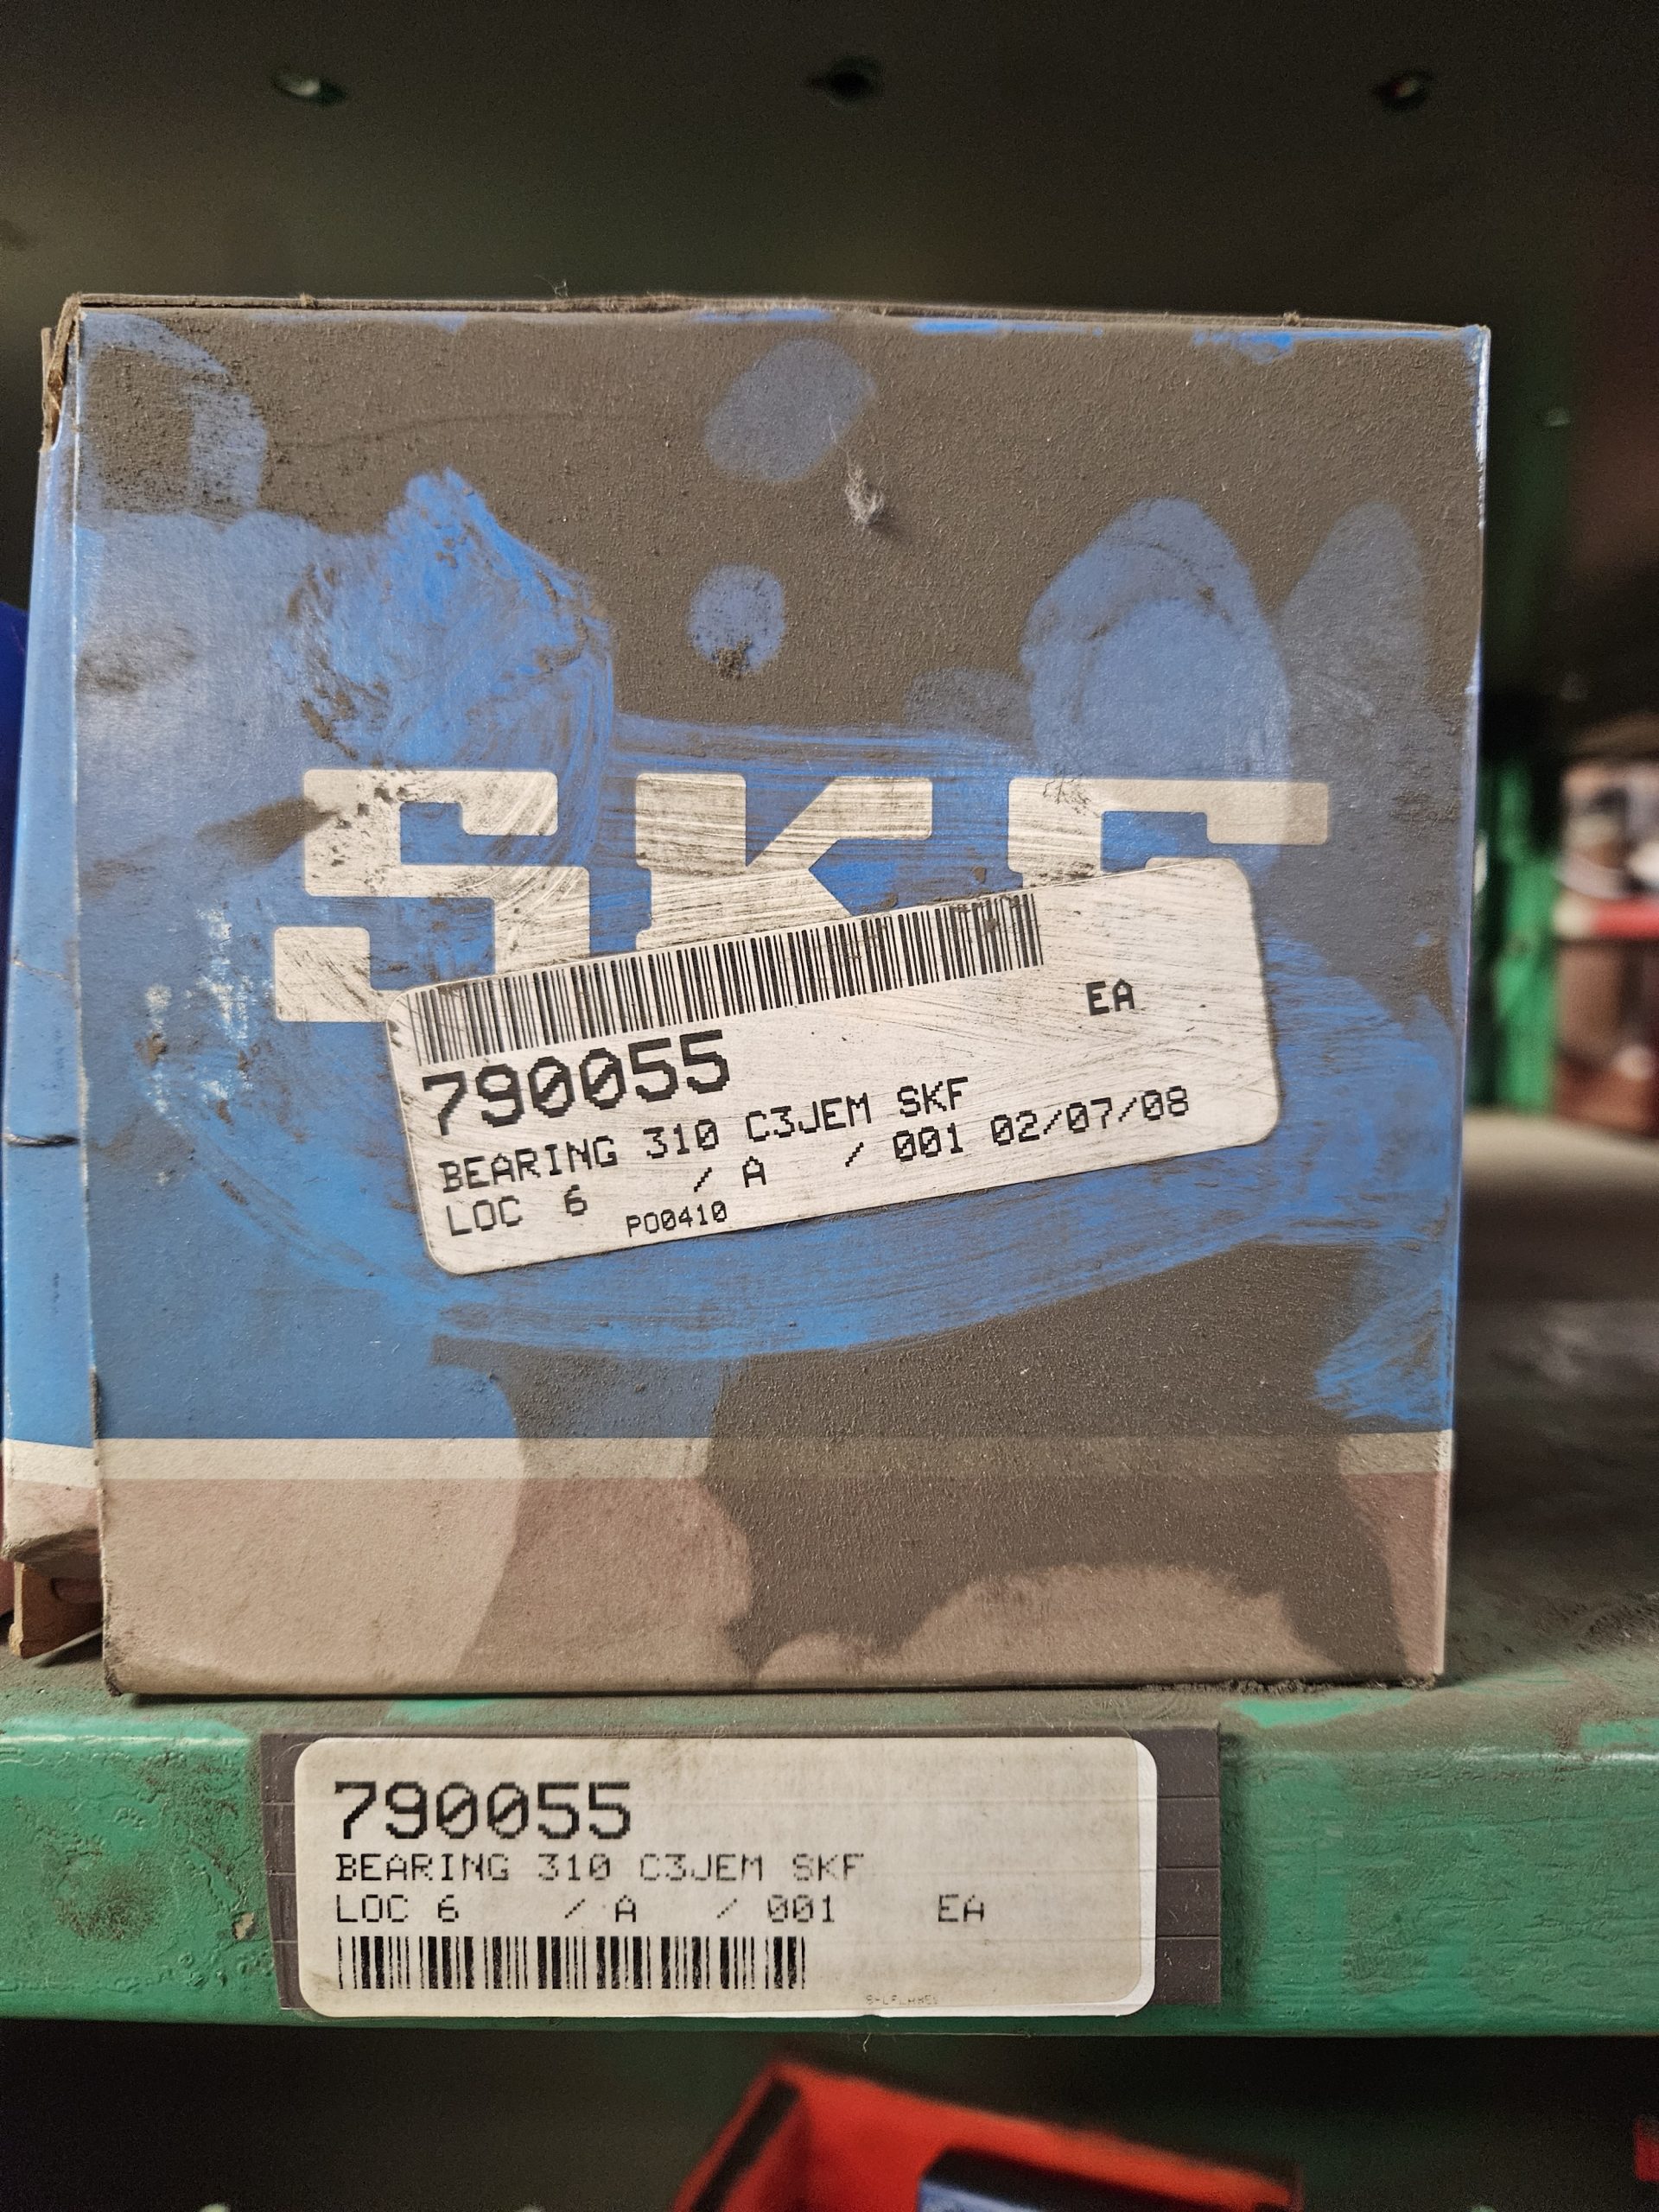 SKF
EA
790055
BEARING 310 C3JEM SKF
LOC 6 / A / 001 02/07/08
PO0410
790055
BEARING 310 C3JEM SKF
LOC 6 / A / 001 EA